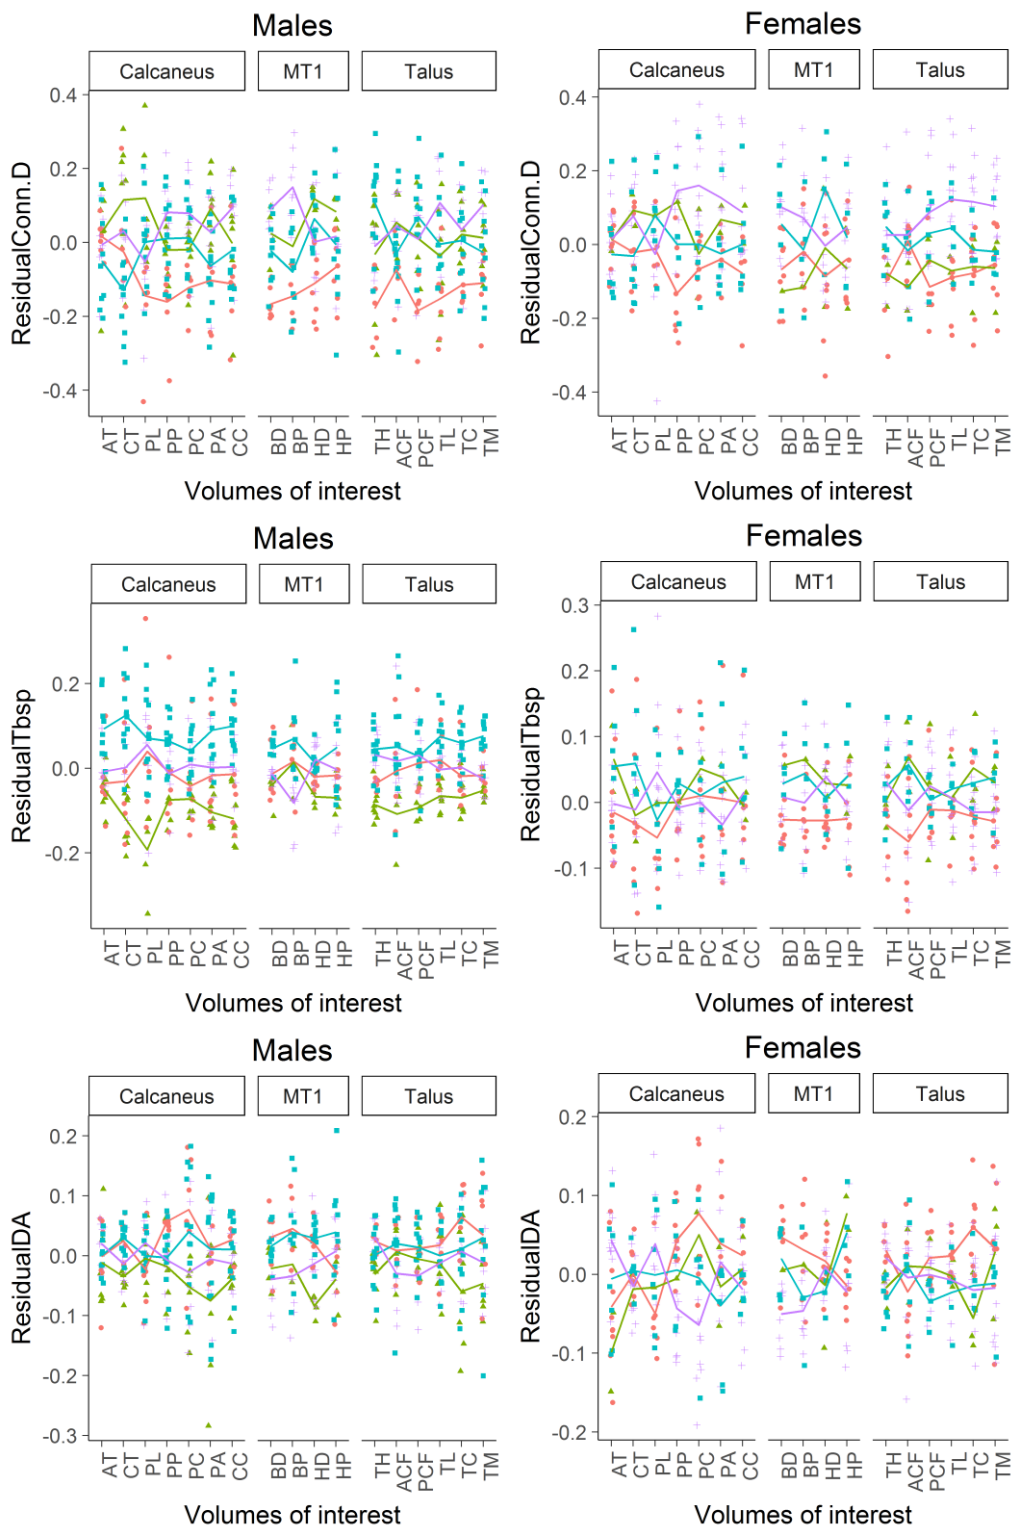 Males Females
Calcaneus MT1 Talus Calcaneus MT1 Talus
ResidualConn.D
0.4
0.2
0.0
-0.2
-0.4
AT CT PL PP PC PA CC BD BP HD HP TH ACF PCF TL TC TM
Volumes of interest
ResidualConn.D
0.4
0.2
0.0
-0.2
-0.4
AT CT PL PP PC PA CC BD BP HD HP TH ACF PCF TL TC TM
Volumes of interest
Males Females
Calcaneus MT1 Talus Calcaneus MT1 Talus
ResidualTbsp
0.2
0.0
-0.2
AT CT PL PP PC PA CC BD BP HD HP TH ACF PCF TL TC TM
Volumes of interest
ResidualTbsp
0.3
0.2
0.1
0.0
-0.1
AT CT PL PP PC PA CC BD BP HD HP TH ACF PCF TL TC TM
Volumes of interest
Males Females
Calcaneus MT1 Talus Calcaneus MT1 Talus
ResidualDA
0.2
0.1
0.0
-0.1
-0.2
-0.3
AT CT PL PP PC PA CC BD BP HD HP TH ACF PCF TL TC TM
Volumes of interest
ResidualDA
0.2
0.1
0.0
-0.1
-0.2
AT CT PL PP PC PA CC BD BP HD HP TH ACF PCF TL TC TM
Volumes of interest